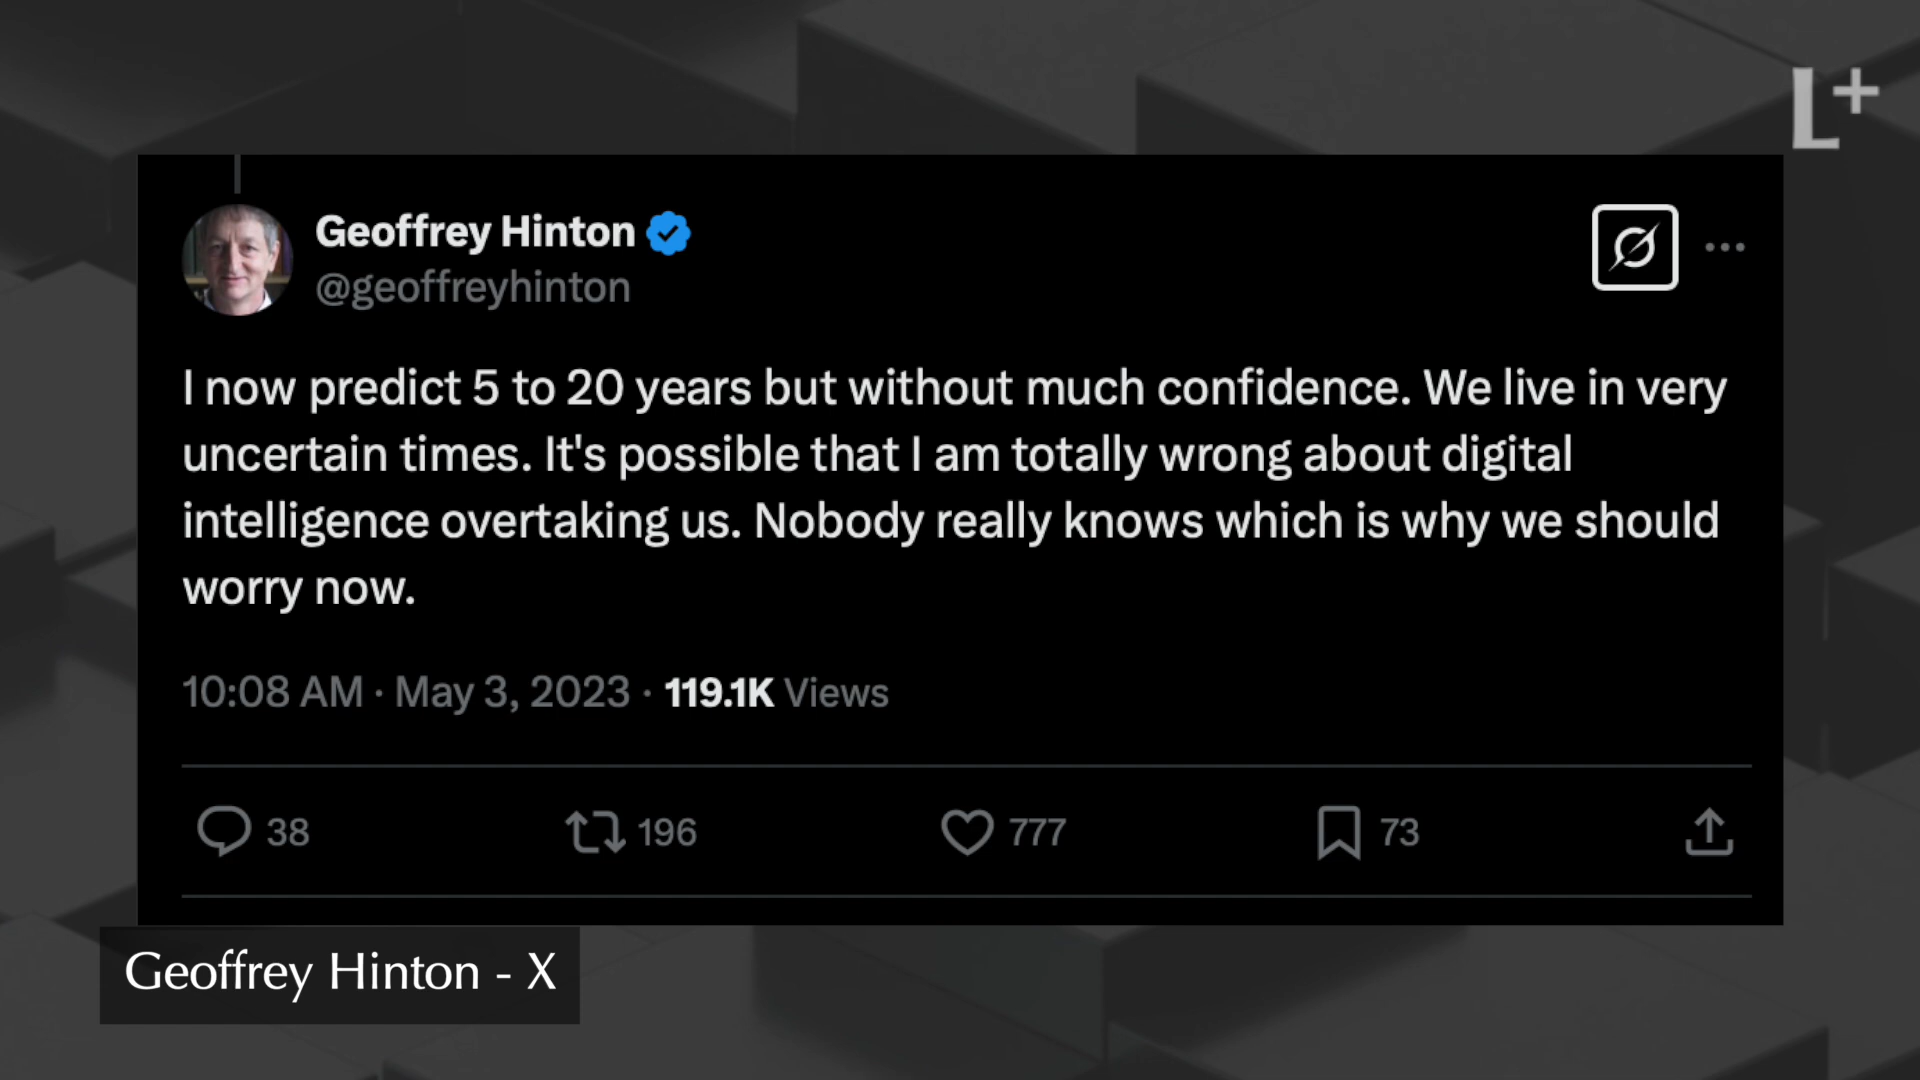 L+
Geoffrey Hinton
@geoffreyhinton
I now predict 5 to 20 years but without much confidence. We live in very
uncertain times. It's possible that I am totally wrong about digital
intelligence overtaking us. Nobody really knows which is why we should
worry now.
10:08 AM · May 3, 2023 · 119.1K Views
38 196 777 73
Geoffrey Hinton - X